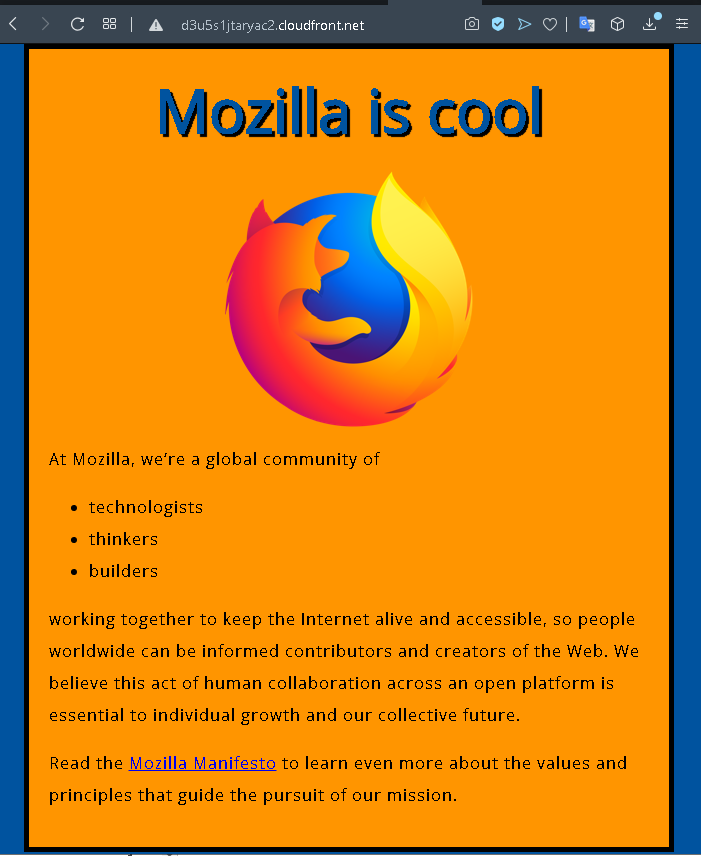 d3u5s1jtaryac2.cloudfront.net
Mozilla is cool
At Mozilla, we're a global community of
technologists
thinkers
builders
working together to keep the Internet alive and accessible, so people
worldwide can be informed contributors and creators of the Web. We
believe this act of human collaboration across an open platform is
essential to individual growth and our collective future.
Read the Mozilla Manifesto to learn even more about the values and
principles that guide the pursuit of our mission.